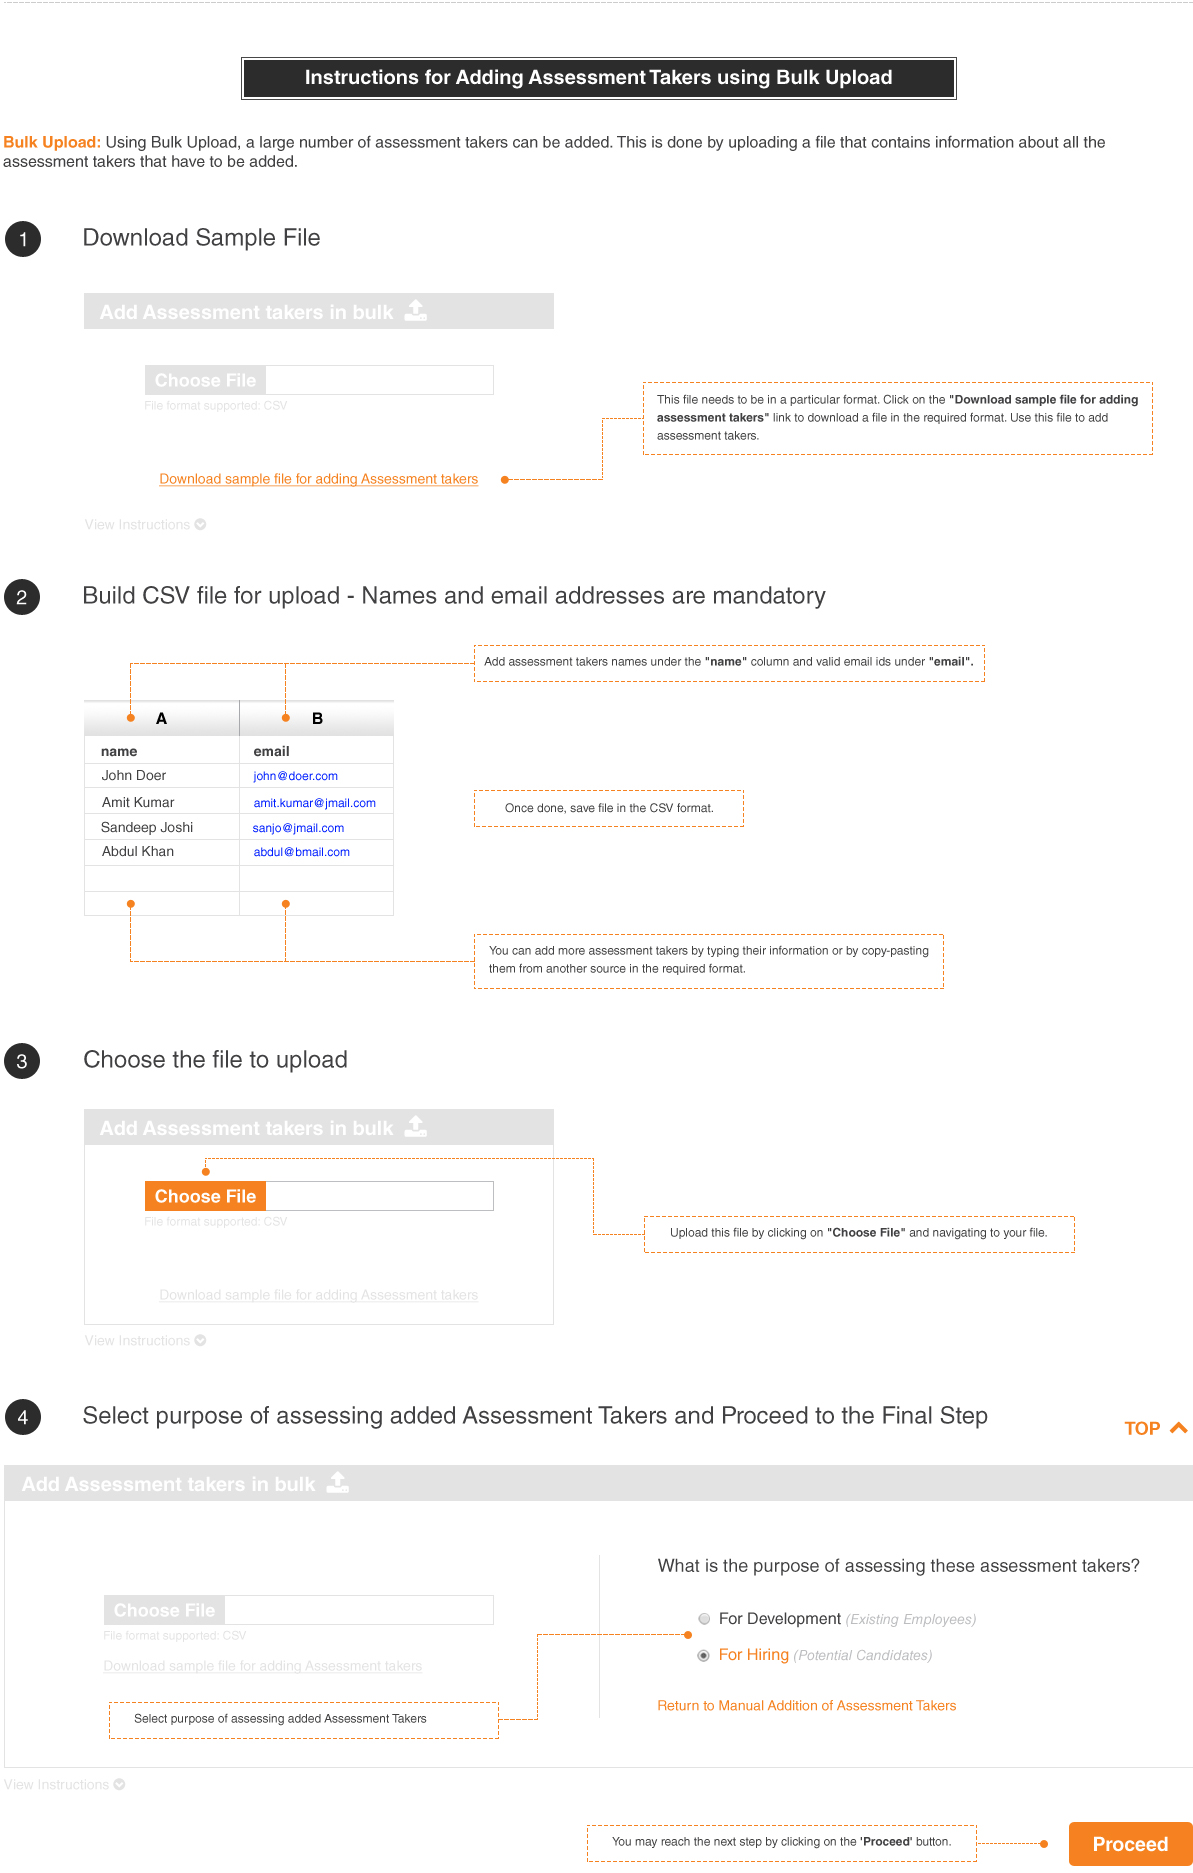 Instructions for Adding Assessment Takers using Bulk Upload
Bulk Upload: Using Bulk Upload, a large number of assessment takers can be added. This is done by uploading a file that contains information about all the
assessment takers that have to be added.
1 Download Sample File
Add Assessment takers in bulk
Choose File
File format supported: CSV
This file needs to be in a particular format. Click on the "Download sample file for adding
assessment takers" link to download a file in the required format. Use this file to add
assessment takers.
Download sample file for adding Assessment takers
View Instructions
2 Build CSV file for upload - Names and email addresses are mandatory
Add assessment takers names under the "name" column and valid email ids under "email".
A B
name email
John Doer john@doer.com
Amit Kumar amit.kumar@jmail.com
Sandeep Joshi sanjo@jmail.com
Abdul Khan abdul@bmail.com
Once done, save file in the CSV format.
You can add more assessment takers by typing their information or by copy-pasting
them from another source in the required format.
3 Choose the file to upload
Add Assessment takers in bulk
Choose File
File format supported: CSV
Upload this file by clicking on "Choose File" and navigating to your file.
Download sample file for adding Assessment takers
View Instructions
4 Select purpose of assessing added Assessment Takers and Proceed to the Final Step
TOP
Add Assessment takers in bulk
Choose File
File format supported: CSV
Download sample file for adding Assessment takers
Select purpose of assessing added Assessment Takers
What is the purpose of assessing these assessment takers?
For Development (Existing Employees)
For Hiring (Potential Candidates)
Return to Manual Addition of Assessment Takers
View Instructions
You may reach the next step by clicking on the 'Proceed' button.
Proceed